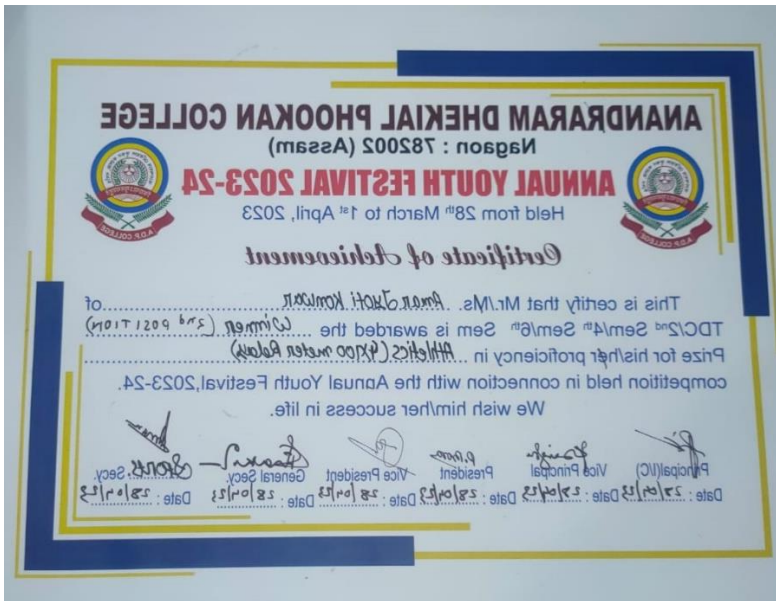 ANANDRARAM DHEKIAL PHOOKAN COLLEGE
Nagaon : 782002 (Assam)
ANNUAL YOUTH FESTIVAL 2023-24
Held from 28th March to 1st April, 2023
A.D.P. COLLEGE
A.D.P. COLLEGE
Certificate of Achievement
This is certify that Mr./Ms. Amar Jyoti Konwar of
TDC/2nd Sem/4th Sem/6th Sem is awarded the Winner (2nd POSITION)
Prize for his/her proficiency in Athletics (4x100 meter Relay)
competition held in connection with the Annual Youth Festival,2023-24.
We wish him/her success in life.
Principal(I/C) Vice Principal President Vice President General Secy. Sports Secy.
Date : 28/04/23 Date : 28/04/23 Date : 28/04/23 Date : 28/04/23 Date : 28/04/23 Date : 28/04/23